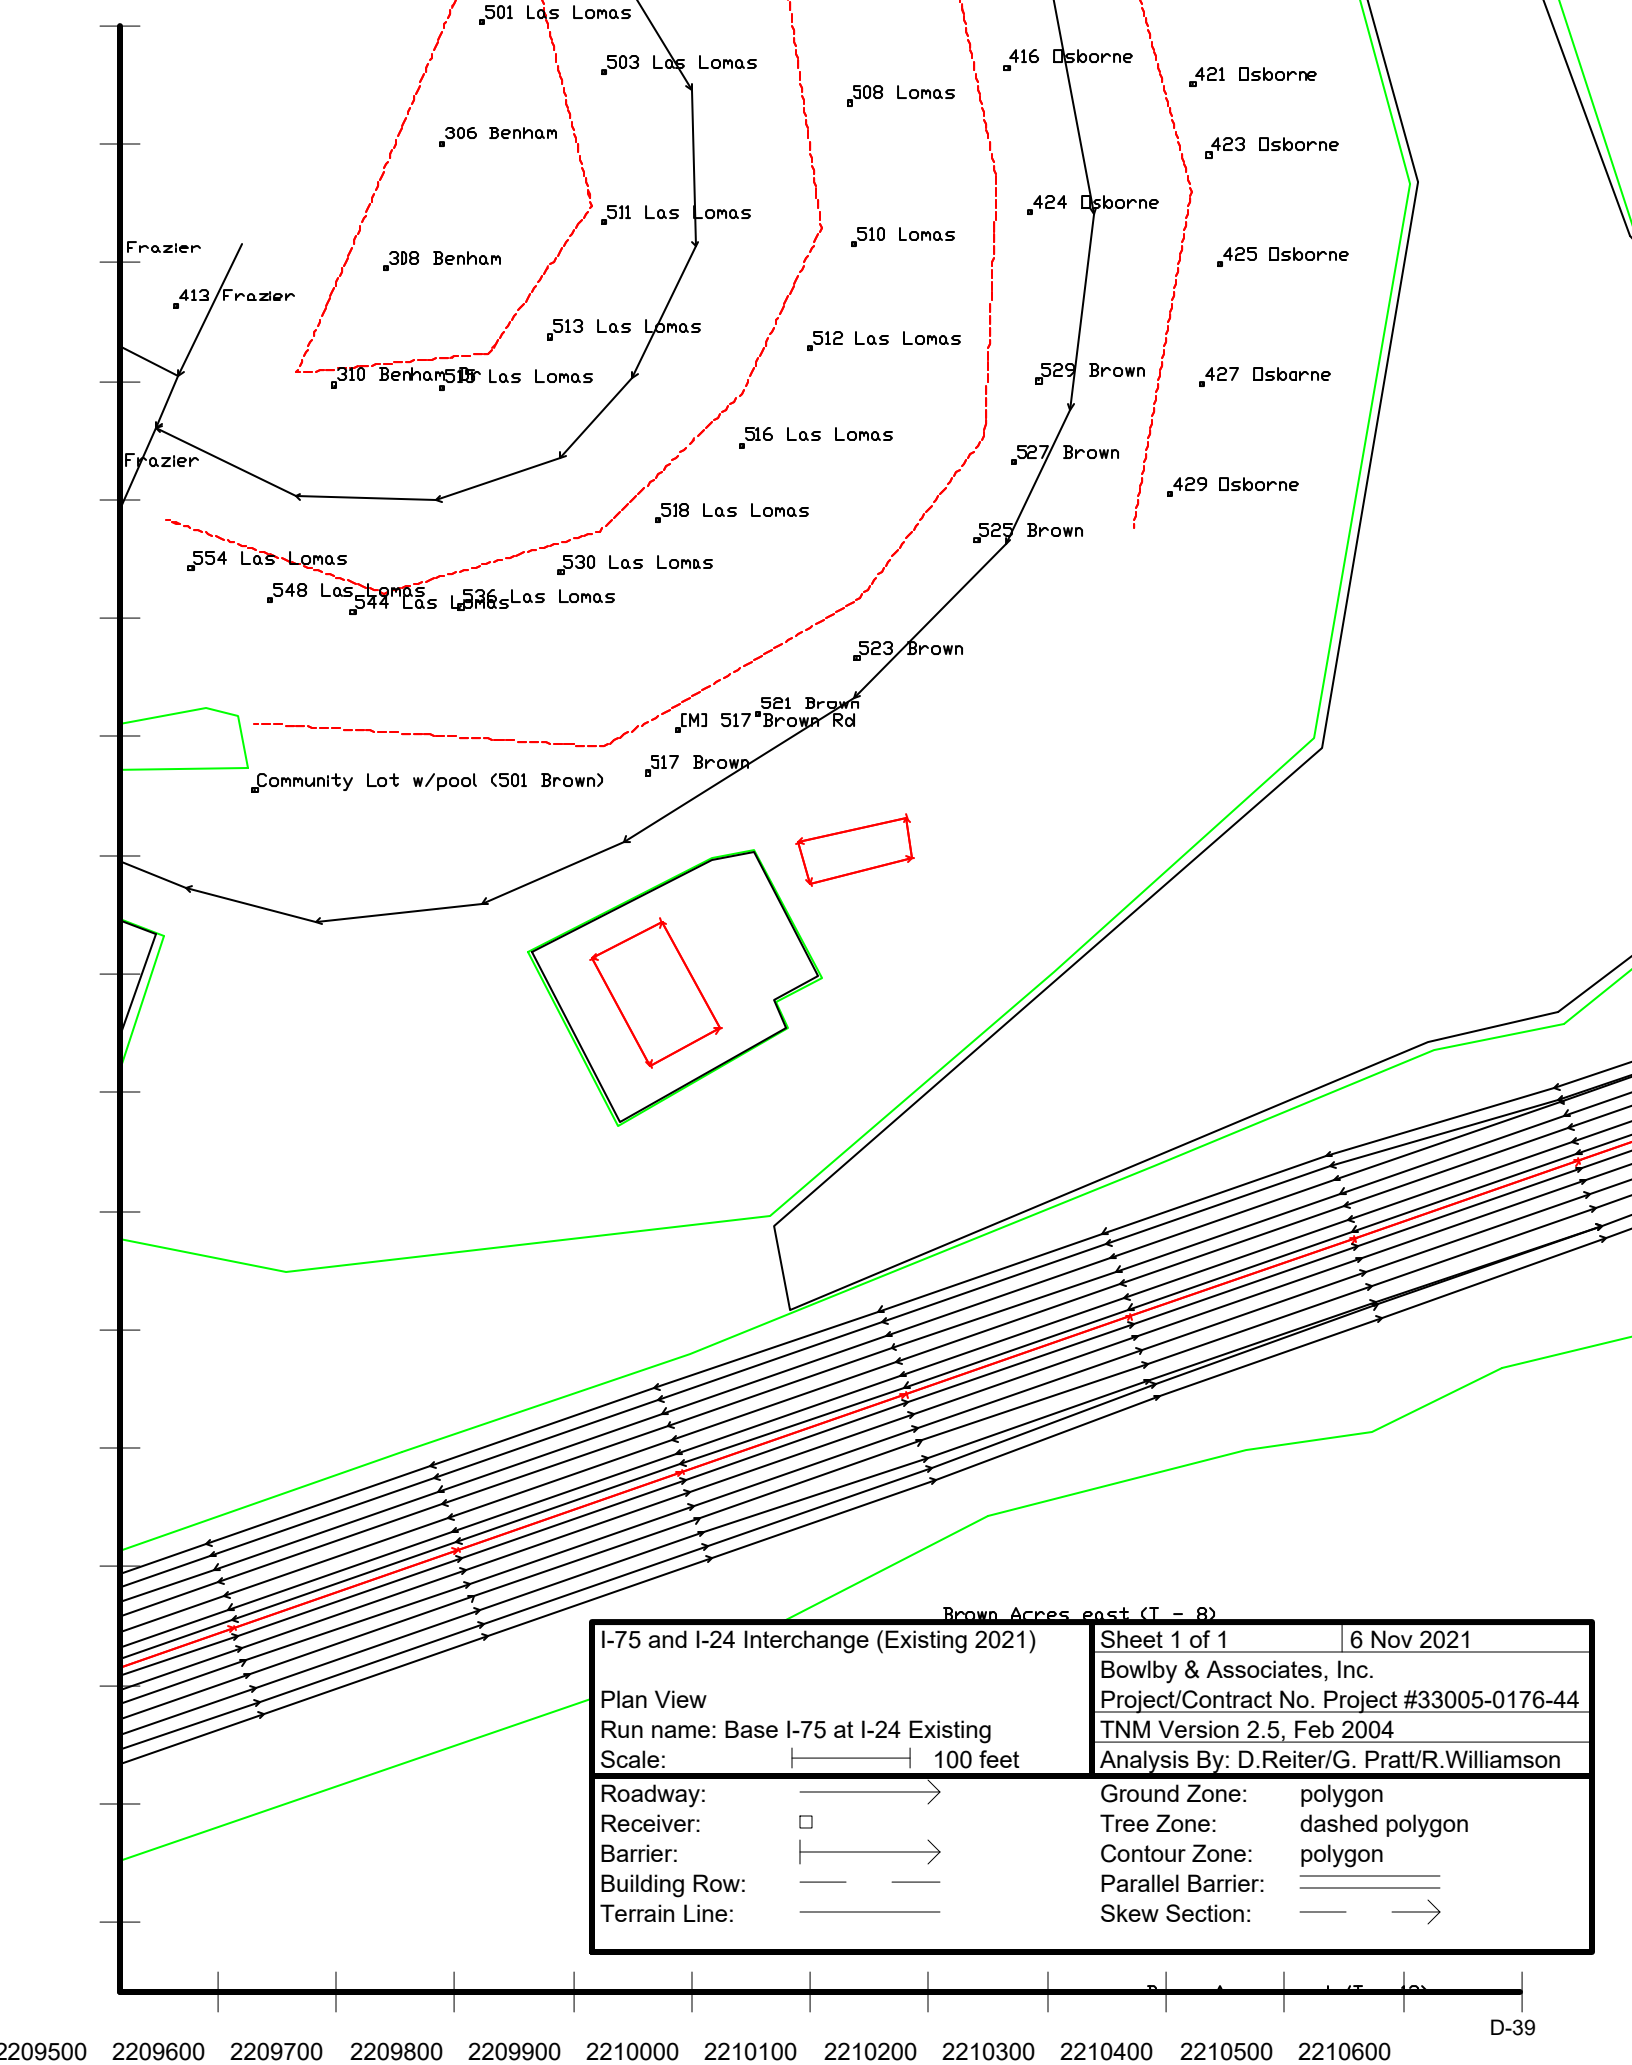 501 Las Lomas
503 Las Lomas
416 Osborne
421 Osborne
508 Lomas
306 Benham
423 Osborne
424 Osborne
511 Las Lomas
510 Lomas
Frazier
308 Benham
425 Osborne
413 Frazier
513 Las Lomas
512 Las Lomas
529 Brown
310 Benham Dr
515 Las Lomas
427 Osbarne
516 Las Lomas
527 Brown
Frazier
429 Osborne
518 Las Lomas
525 Brown
554 Las Lomas
530 Las Lomas
548 Las Lomas
544 Las Lomas
536 Las Lomas
523 Brown
521 Brown
[M] 517 Brown Rd
517 Brown
Community Lot w/pool (501 Brown)
Brown Acres east (T - 8)
I-75 and I-24 Interchange (Existing 2021)
Sheet 1 of 1
6 Nov 2021
Bowlby & Associates, Inc.
Plan View
Project/Contract No. Project #33005-0176-44
Run name: Base I-75 at I-24 Existing
TNM Version 2.5, Feb 2004
Scale:
100 feet
Analysis By: D.Reiter/G. Pratt/R.Williamson
Roadway:
Ground Zone:
polygon
Receiver:
Tree Zone:
dashed polygon
Barrier:
Contour Zone:
polygon
Building Row:
Parallel Barrier:
Terrain Line:
Skew Section:
D-39
2209500
2209600
2209700
2209800
2209900
2210000
2210100
2210200
2210300
2210400
2210500
2210600